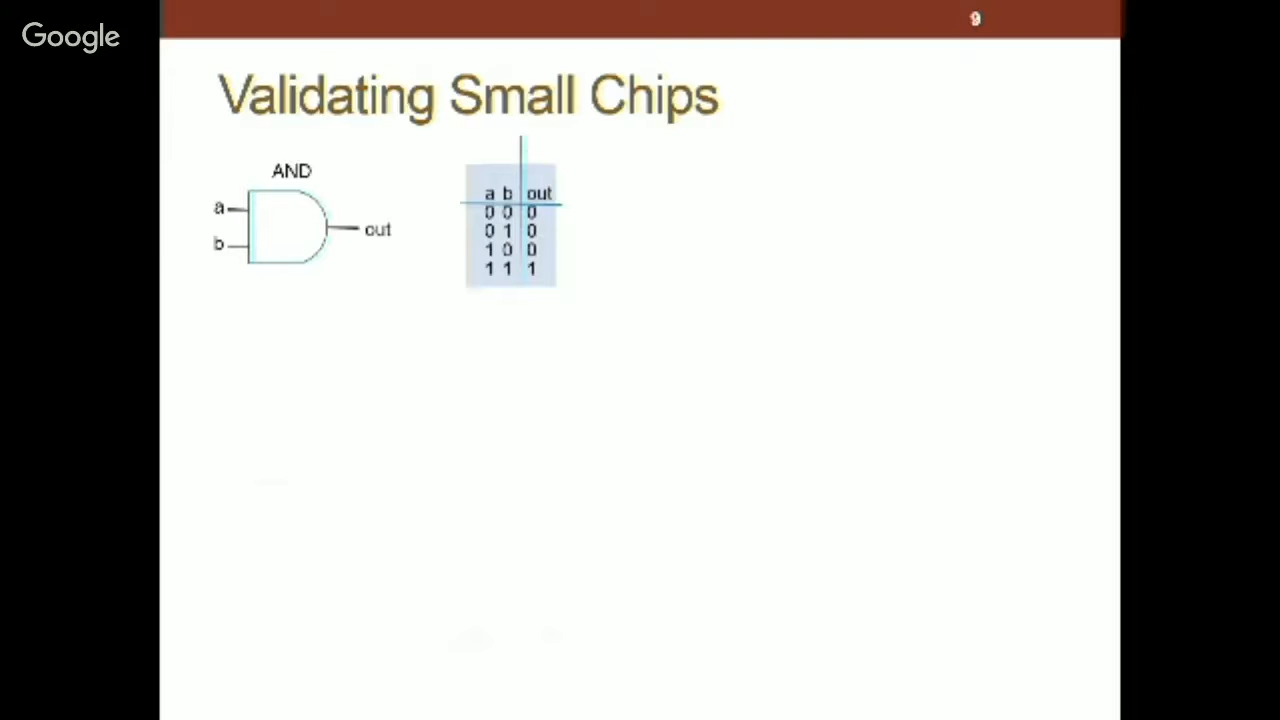 Google
9
Validating Small Chips
AND
a
b
out
a b out
0 0 0
0 1 0
1 0 0
1 1 1